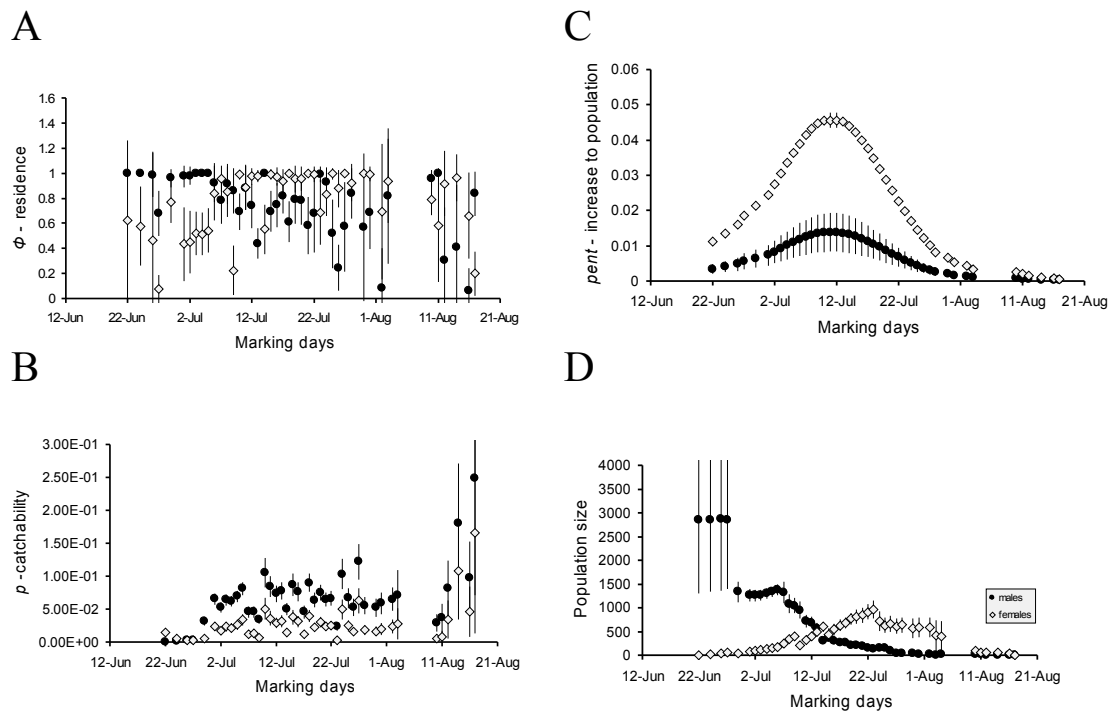 A
Φ - residence
1.6
1.4
1.2
1
0.8
0.6
0.4
0.2
0
12-Jun 22-Jun 2-Jul 12-Jul 22-Jul 1-Aug 11-Aug 21-Aug
Marking days
C
pent - increase to population
0.06
0.05
0.04
0.03
0.02
0.01
0
12-Jun 22-Jun 2-Jul 12-Jul 22-Jul 1-Aug 11-Aug 21-Aug
Marking days
B
p -catchability
3.00E-01
2.50E-01
2.00E-01
1.50E-01
1.00E-01
5.00E-02
0.00E+00
12-Jun 22-Jun 2-Jul 12-Jul 22-Jul 1-Aug 11-Aug 21-Aug
Marking days
D
Population size
4000
3500
3000
2500
2000
1500
1000
500
0
12-Jun 22-Jun 2-Jul 12-Jul 22-Jul 1-Aug 11-Aug 21-Aug
Marking days
males
females